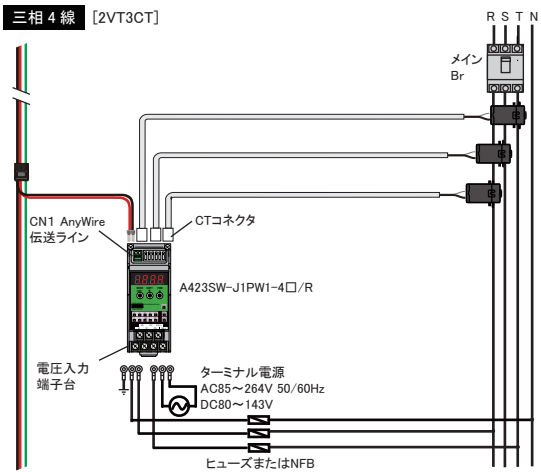 三相4線 [2VT3CT]
R S T N
メイン
Br
CN1 AnyWire
伝送ライン
CTコネクタ
A423SW-J1PW1-4□/R
電圧入力
端子台
ターミナル電源
AC85～264V 50/60Hz
DC80～143V
ヒューズまたはNFB